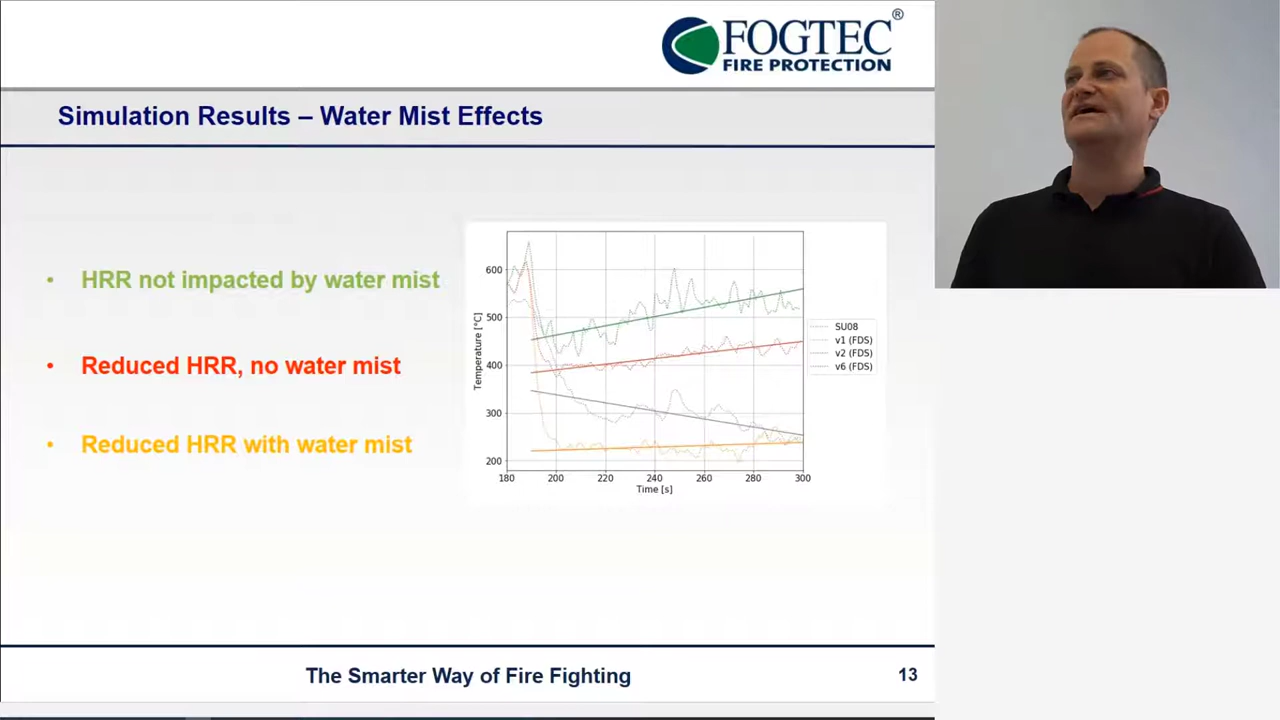 FOGTEC®
FIRE PROTECTION
Simulation Results – Water Mist Effects
• HRR not impacted by water mist
• Reduced HRR, no water mist
• Reduced HRR with water mist
600
500
400
300
200
Temperature [°C]
180 200 220 240 260 280 300
Time [s]
SU08
v1 (FDS)
v2 (FDS)
v6 (FDS)
The Smarter Way of Fire Fighting
13